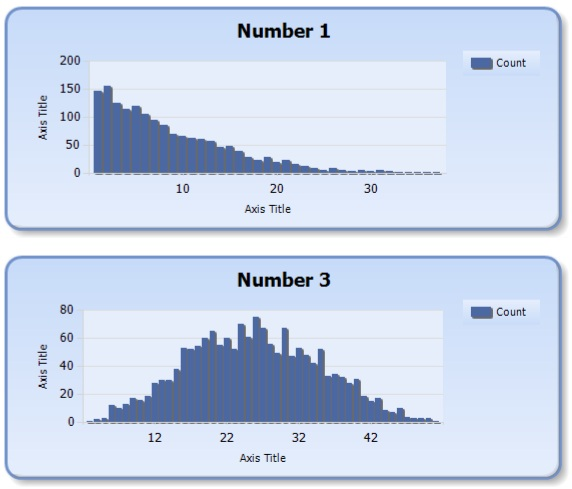 Number 1
Count
200
150
100
50
0
Axis Title
10 20 30
Axis Title
Number 3
Count
80
60
40
20
0
Axis Title
12 22 32 42
Axis Title